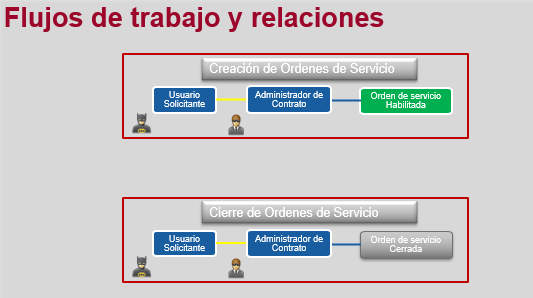 Flujos de trabajo y relaciones
Creación de Ordenes de Servicio
Usuario
Solicitante
Administrador de
Contrato
Orden de servicio
Habilitada
Cierre de Ordenes de Servicio
Usuario
Solicitante
Administrador de
Contrato
Orden de servicio
Cerrada